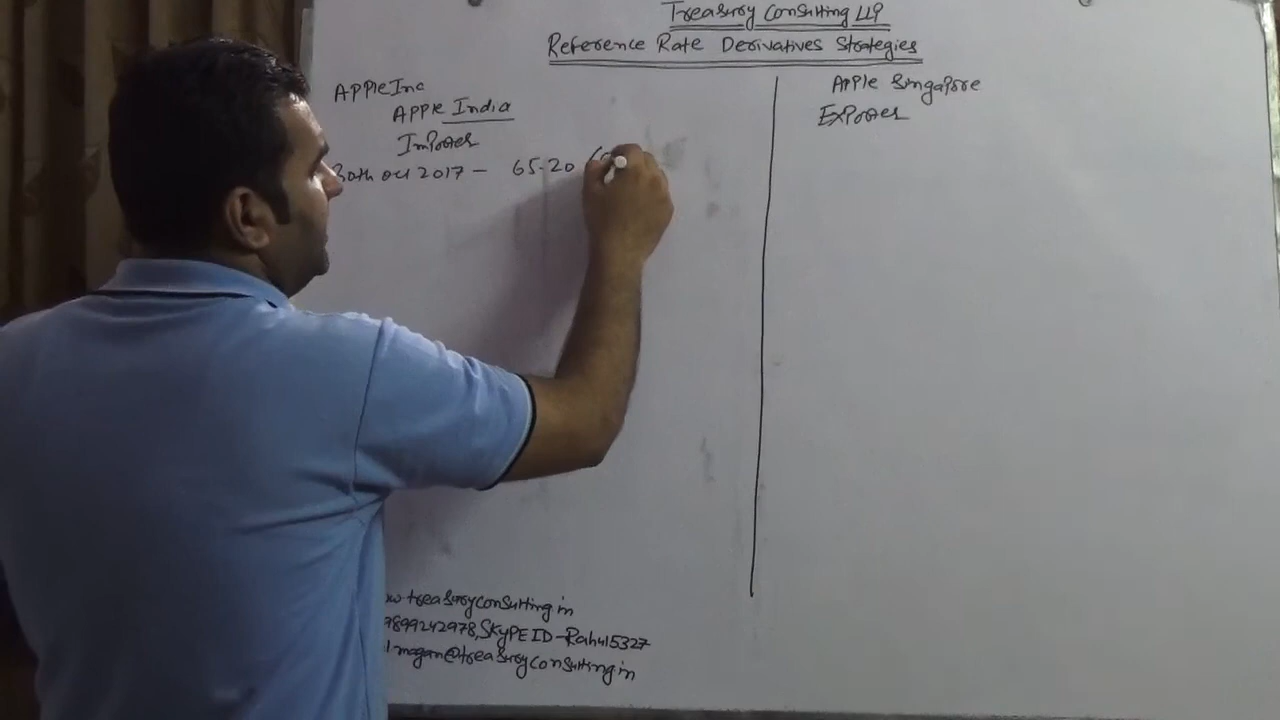 Treasury Consulting LLP
Reference Rate Derivatives Strategies
Apple Inc
Apple India
Importer
30th Oct 2017 - 65.20
Apple Singapore
Exporter
treasuryconsulting.in
9899242978, SKYPE ID-Rahul5327
magan@treasuryconsulting.in